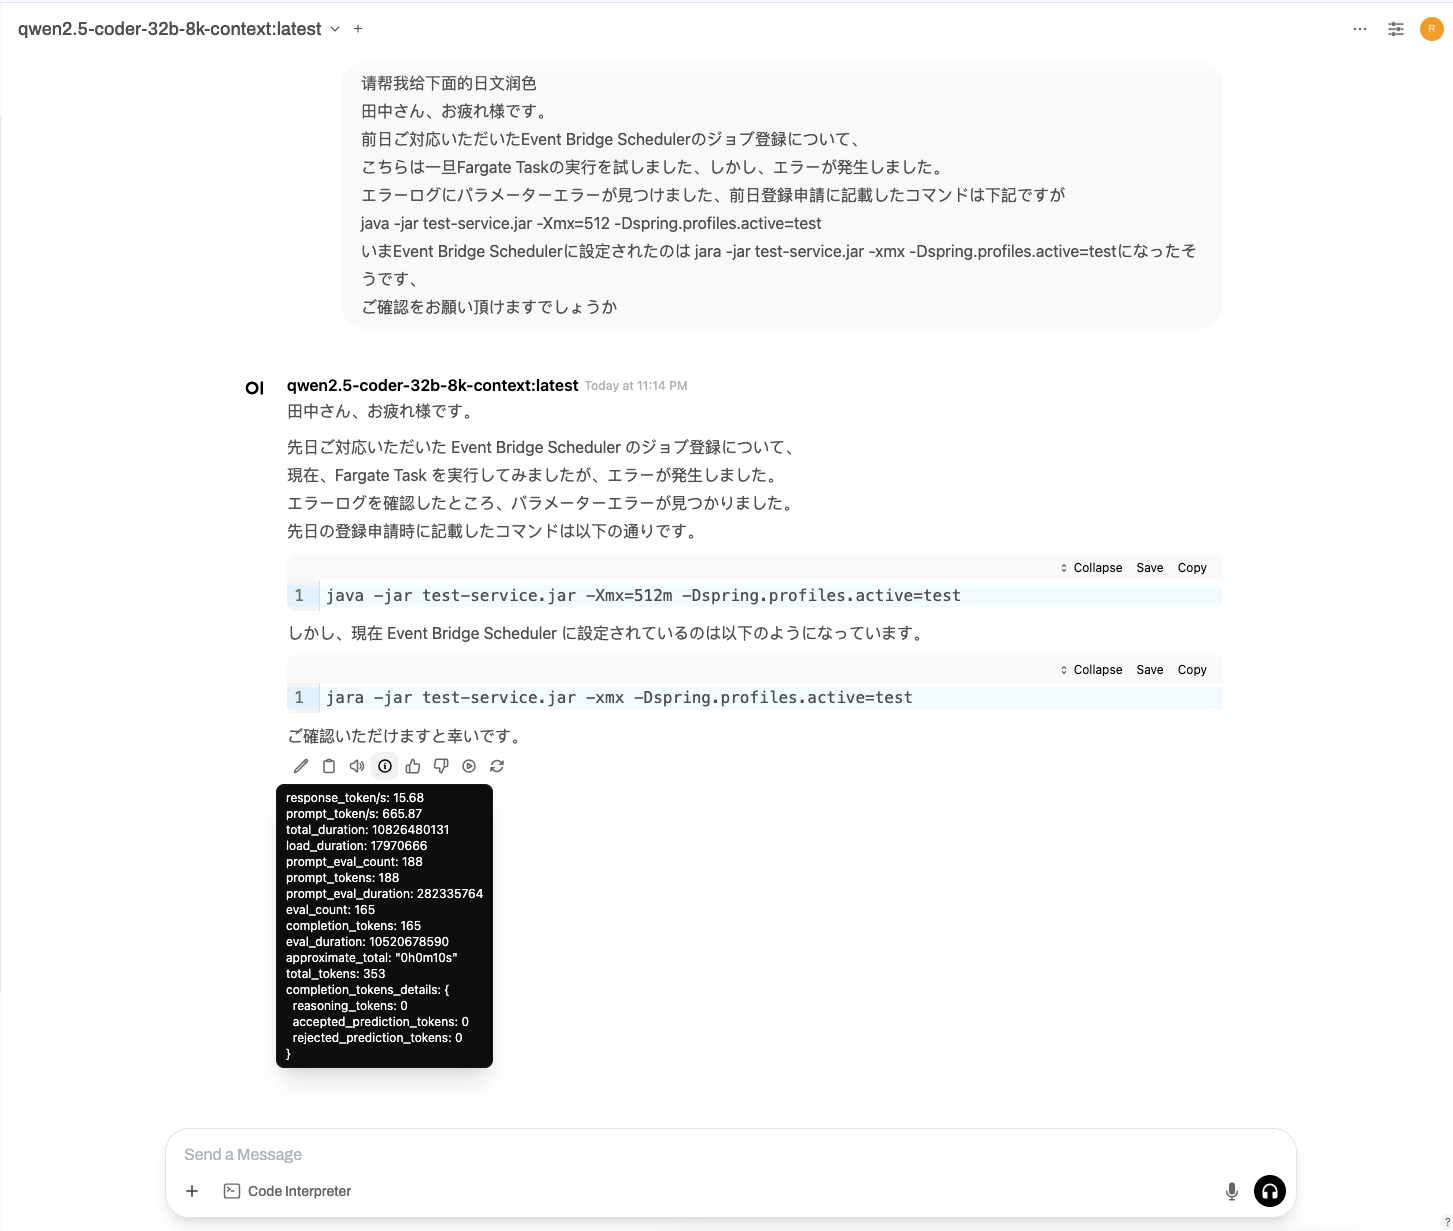 qwen2.5-coder-32b-8k-context:latest
R
请帮我给下面的日文润色
田中さん、お疲れ様です。
前日ご対応いただいたEvent Bridge Schedulerのジョブ登録について、
こちらは一旦Fargate Taskの実行を試しました、しかし、エラーが発生しました。
エラーログにパラメーターエラーが見つけました、前日登録申請に記載したコマンドは下記ですが
java -jar test-service.jar -Xmx=512 -Dspring.profiles.active=test
いまEvent Bridge Schedulerに設定されたのは jara -jar test-service.jar -xmx -Dspring.profiles.active=testになったそ
うです、
ご確認をお願い頂けますでしょうか
OI
qwen2.5-coder-32b-8k-context:latest Today at 11:14 PM
田中さん、お疲れ様です。
先日ご対応いただいた Event Bridge Scheduler のジョブ登録について、
現在、Fargate Task を実行してみましたが、エラーが発生しました。
エラーログを確認したところ、パラメーターエラーが見つかりました。
先日の登録申請時に記載したコマンドは以下の通りです。
Collapse Save Copy
1 java -jar test-service.jar -Xmx=512m -Dspring.profiles.active=test
しかし、現在 Event Bridge Scheduler に設定されているのは以下のようになっています。
Collapse Save Copy
1 jara -jar test-service.jar -xmx -Dspring.profiles.active=test
ご確認いただけますと幸いです。
response_token/s: 15.68
prompt_token/s: 665.87
total_duration: 10826480131
load_duration: 17970666
prompt_eval_count: 188
prompt_tokens: 188
prompt_eval_duration: 282335764
eval_count: 165
completion_tokens: 165
eval_duration: 10520678590
approximate_total: "0h0m10s"
total_tokens: 353
completion_tokens_details: {
reasoning_tokens: 0
accepted_prediction_tokens: 0
rejected_prediction_tokens: 0
}
Send a Message
Code Interpreter
?